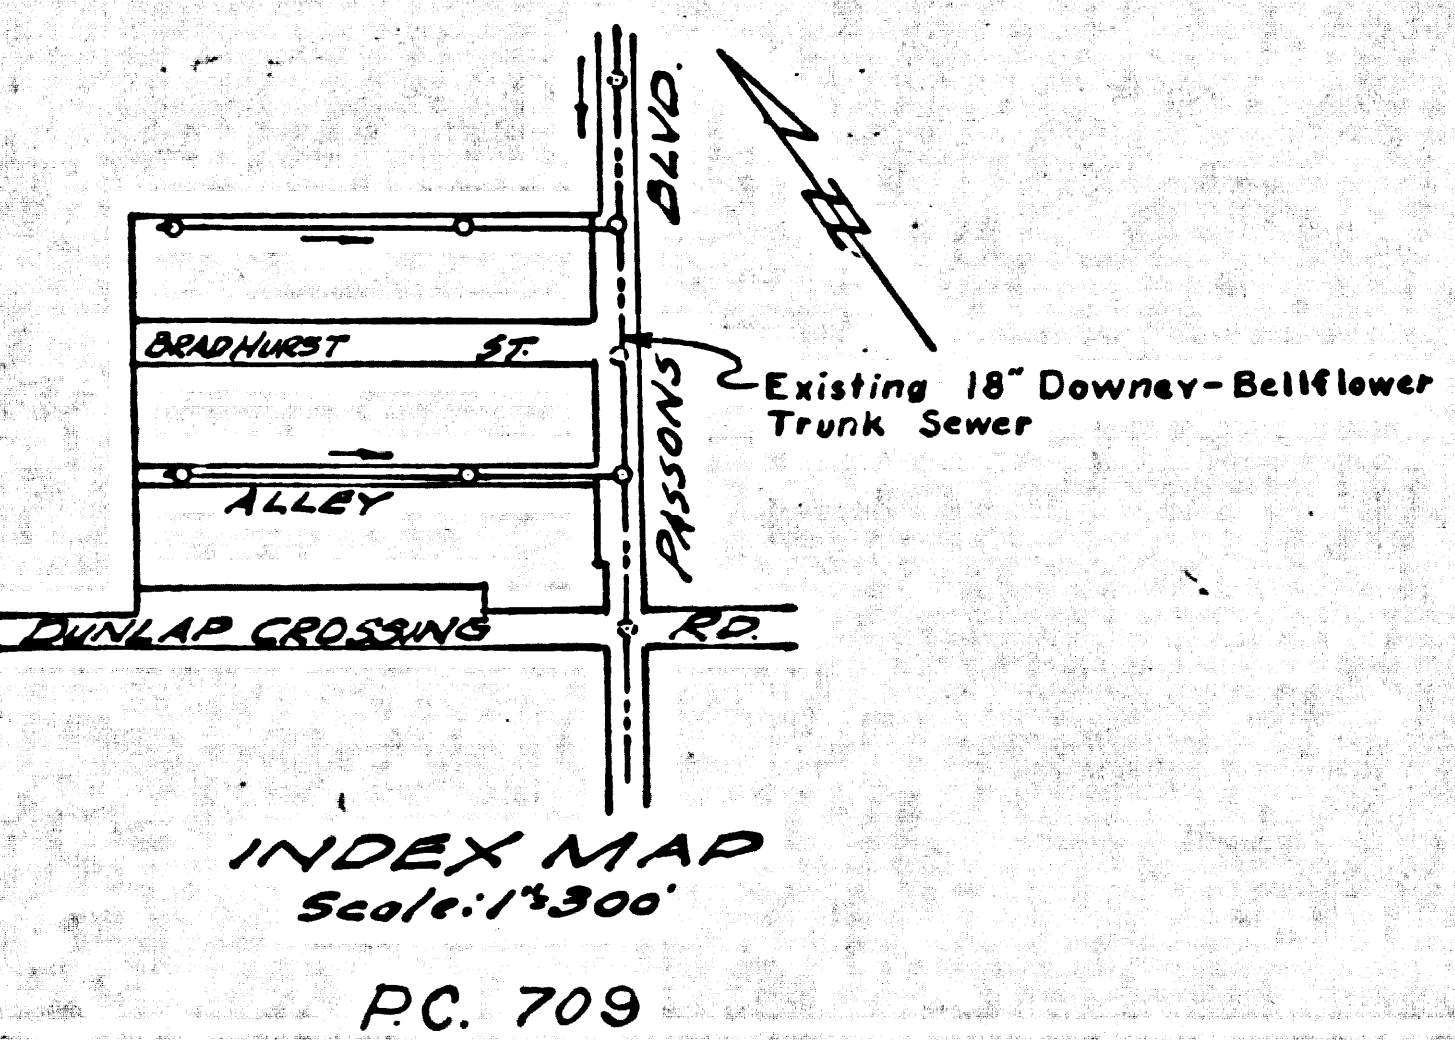 BLVD.
BRADHURST ST.
PASSONS
Existing 18" Downey-Bellflower
Trunk Sewer
ALLEY
DUNLAP CROSSING RD.
INDEX MAP
Scale: 1"=300'
P.C. 709